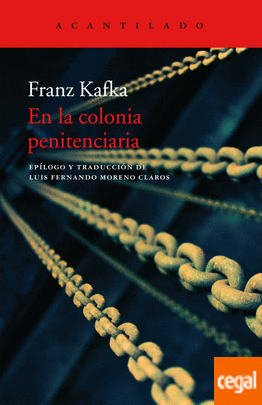 ACANTILADO
Franz Kafka
En la colonia
penitenciaria
EPÍLOGO Y TRADUCCIÓN DE
LUIS FERNANDO MORENO CLAROS
cegal